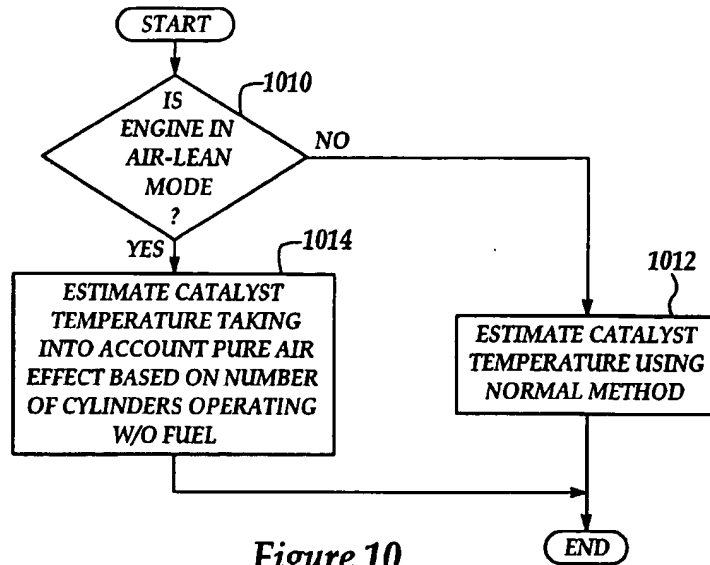 START
1010
IS
ENGINE IN
AIR-LEAN
MODE
?
NO
YES
1014
ESTIMATE CATALYST
TEMPERATURE TAKING
INTO ACCOUNT PURE AIR
EFFECT BASED ON NUMBER
OF CYLINDERS OPERATING
W/O FUEL
1012
ESTIMATE CATALYST
TEMPERATURE USING
NORMAL METHOD
END
Figure 10